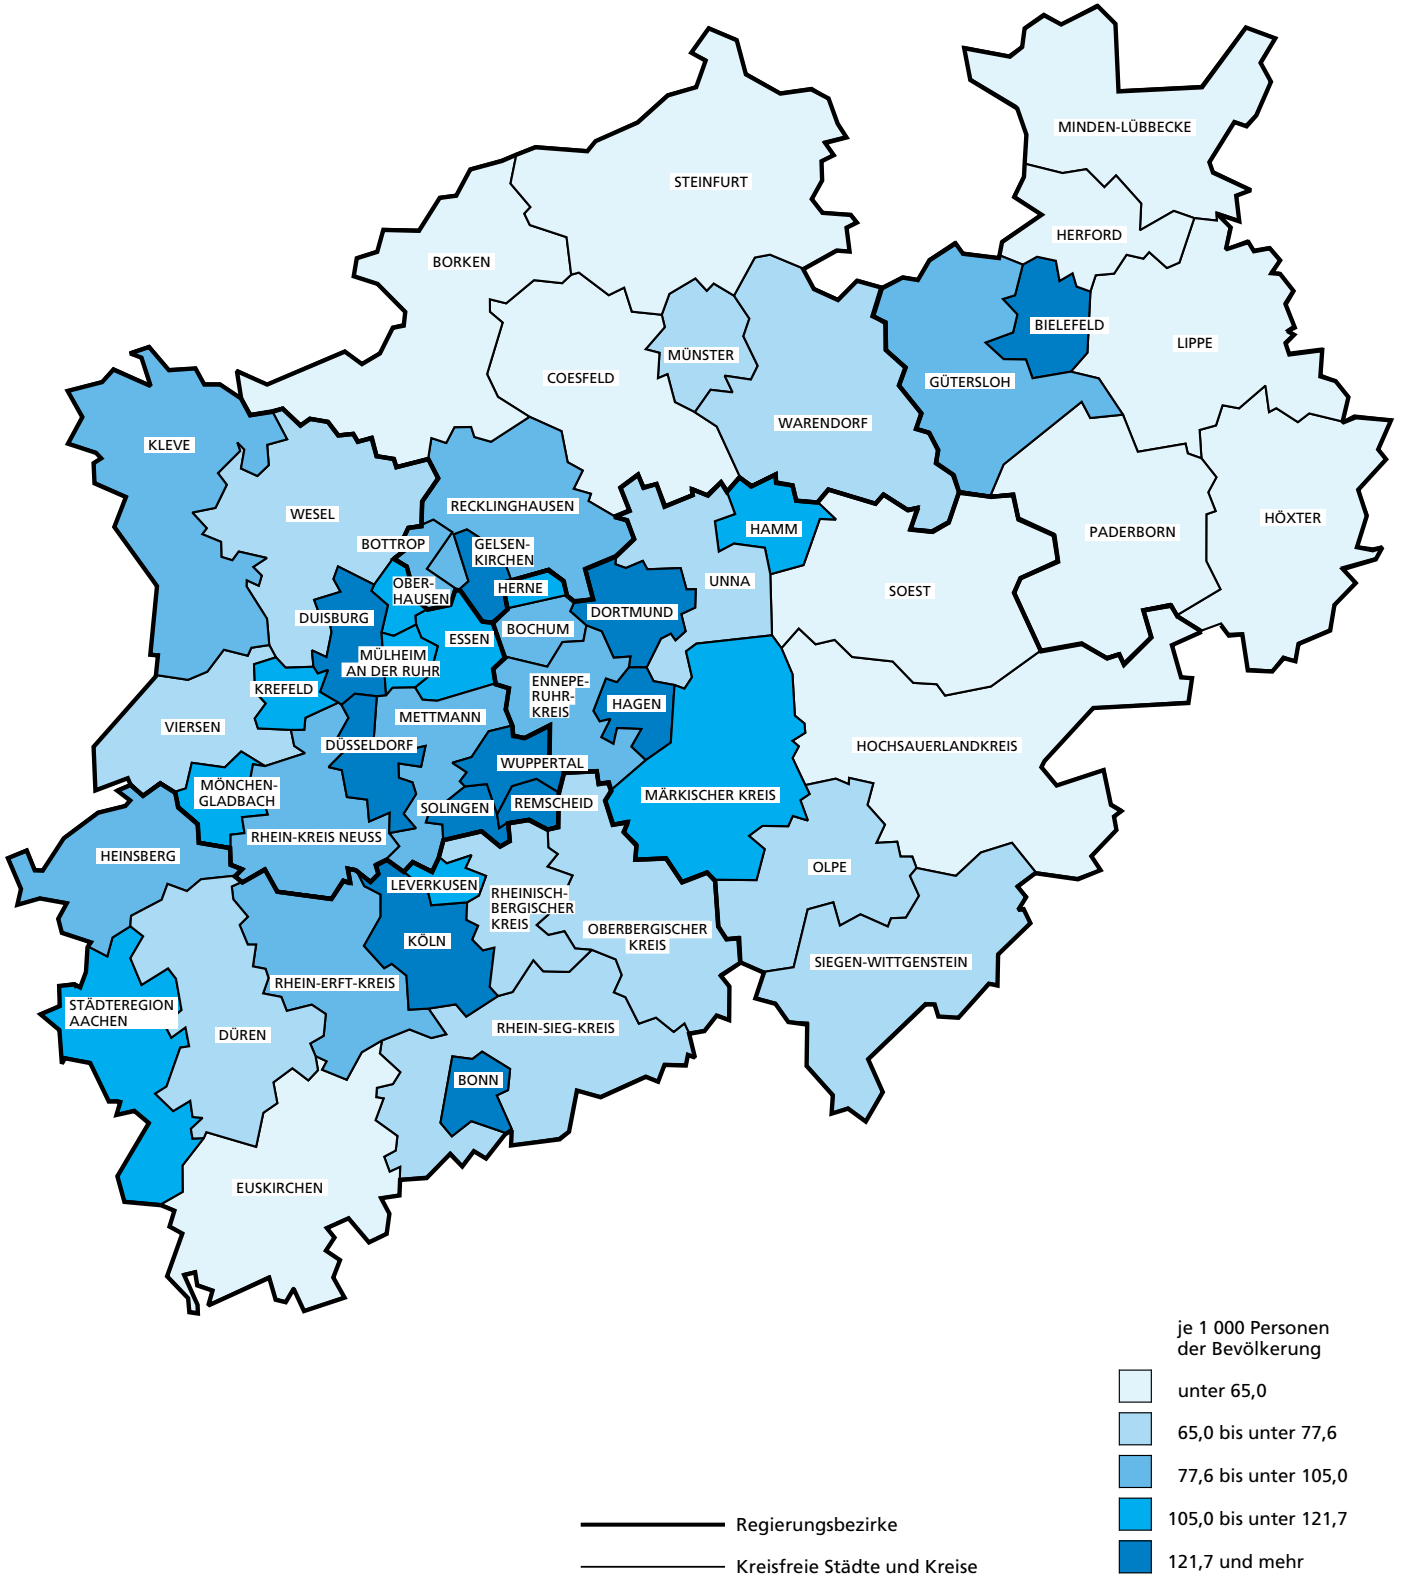 MINDEN-LÜBBECKE
STEINFURT
HERFORD
BORKEN
BIELEFELD
LIPPE
MÜNSTER
COESFELD
GÜTERSLOH
WARENDORF
KLEVE
RECKLINGHAUSEN
WESEL
HÖXTER
HAMM
PADERBORN
BOTTROP
GELSEN-
KIRCHEN
UNNA
OBER-
HAUSEN
HERNE
SOEST
DORTMUND
DUISBURG
BOCHUM
ESSEN
MÜLHEIM
AN DER RUHR
ENNEPE-
RUHR-
KREIS
KREFELD
HAGEN
METTMANN
VIERSEN
DÜSSELDORF
HOCHSAUERLANDKREIS
WUPPERTAL
MÖNCHEN-
GLADBACH
MÄRKISCHER KREIS
SOLINGEN
REMSCHEID
RHEIN-KREIS NEUSS
HEINSBERG
OLPE
LEVERKUSEN
RHEINISCH-
BERGISCHER
KREIS
OBERBERGISCHER
KREIS
KÖLN
SIEGEN-WITTGENSTEIN
RHEIN-ERFT-KREIS
STÄDTEREGION
AACHEN
RHEIN-SIEG-KREIS
DÜREN
BONN
EUSKIRCHEN
je 1 000 Personen
der Bevölkerung
unter 65,0
65,0 bis unter 77,6
77,6 bis unter 105,0
105,0 bis unter 121,7
121,7 und mehr
Regierungsbezirke
Kreisfreie Städte und Kreise